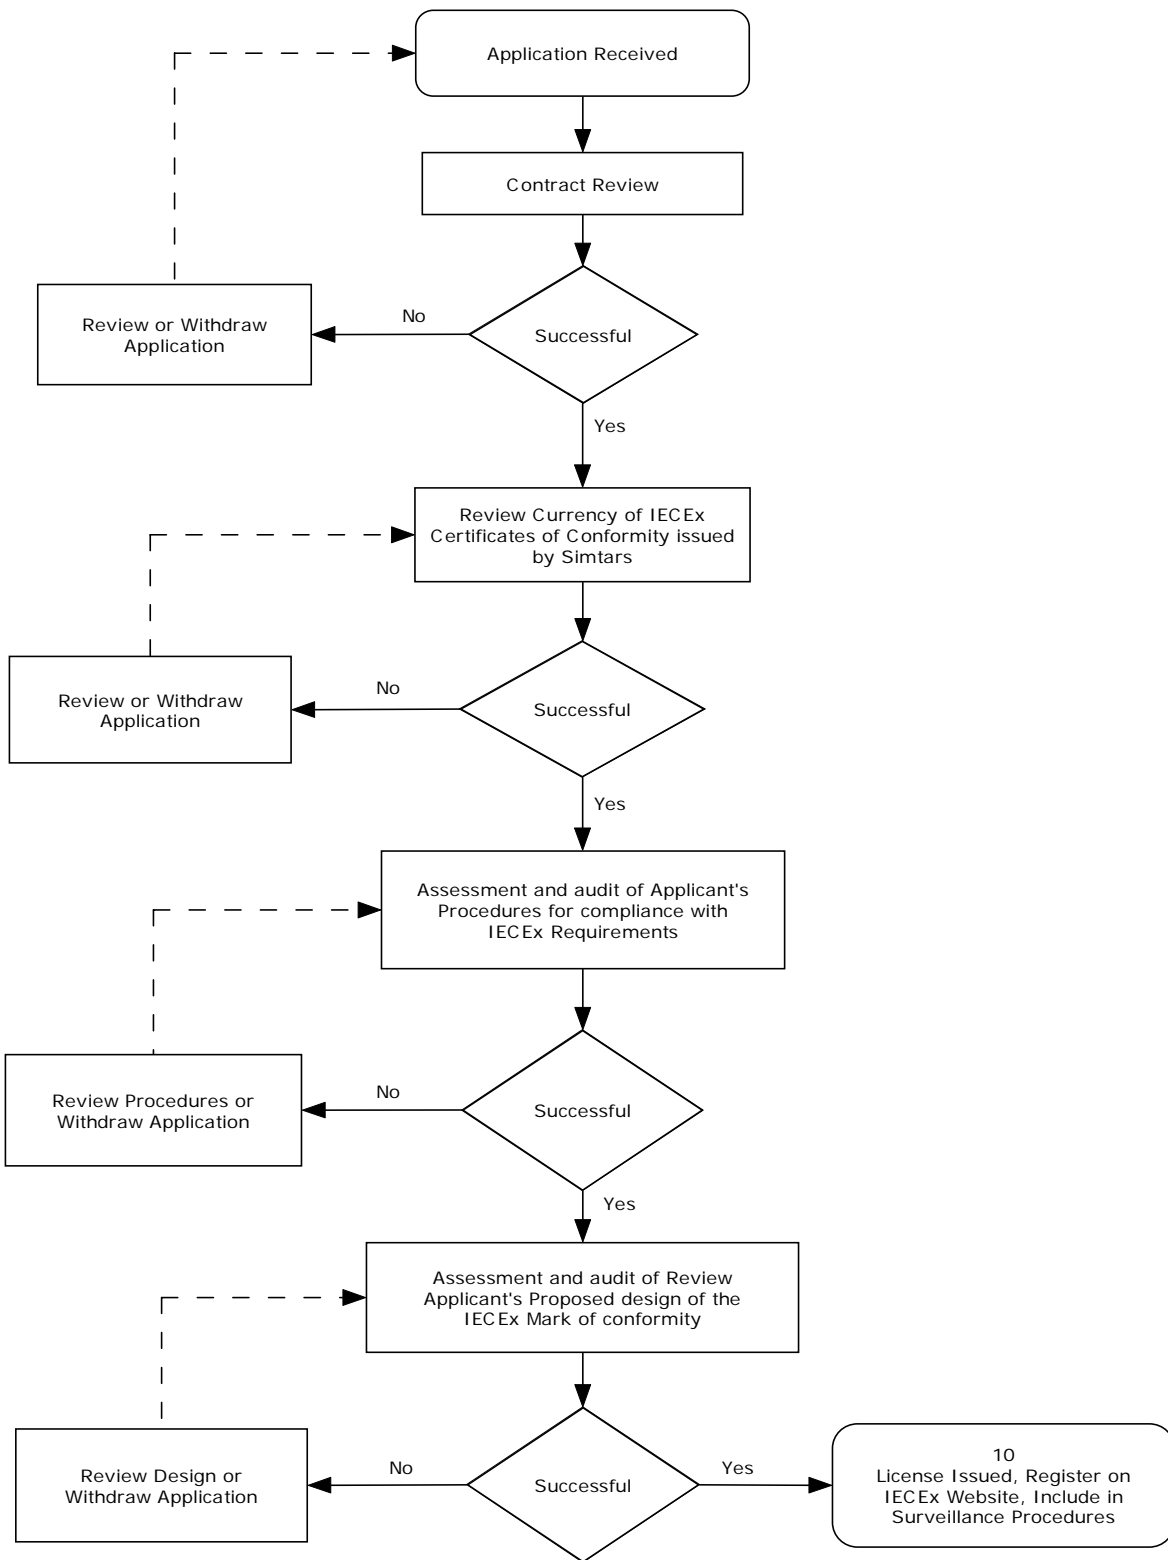 Application Received
Contract Review
Review or Withdraw
Application
No
Successful
Yes
Review Currency of IECEx
Certificates of Conformity issued
by Simtars
Review or Withdraw
Application
No
Successful
Yes
Assessment and audit of Applicant's
Procedures for compliance with
IECEx Requirements
Review Procedures or
Withdraw Application
No
Successful
Yes
Assessment and audit of Review
Applicant's Proposed design of the
IECEx Mark of conformity
Review Design or
Withdraw Application
No
Successful
Yes
10
License Issued, Register on
IECEx Website, Include in
Surveillance Procedures